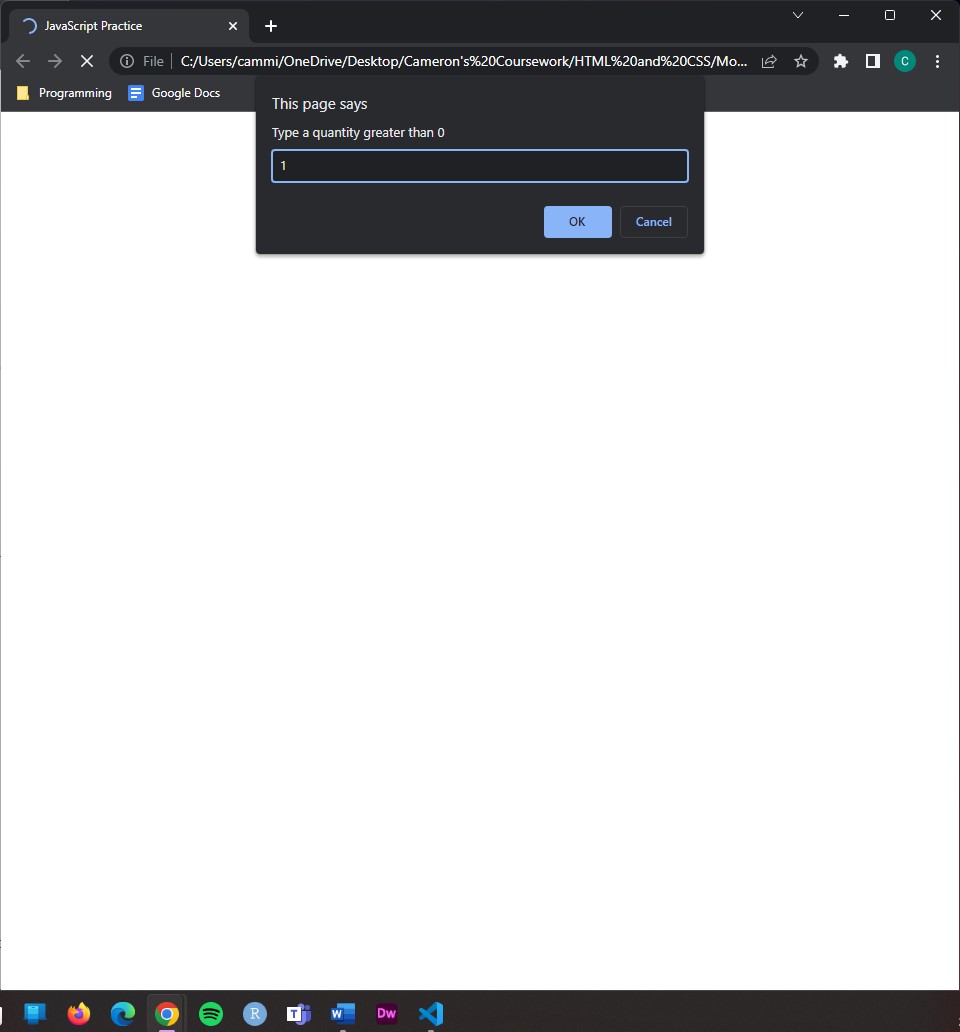 JavaScript Practice
File C:/Users/cammi/OneDrive/Desktop/Cameron's%20Coursework/HTML%20and%20CSS/Mo... C
Programming Google Docs
This page says
Type a quantity greater than 0
1
OK Cancel
R T W Dw